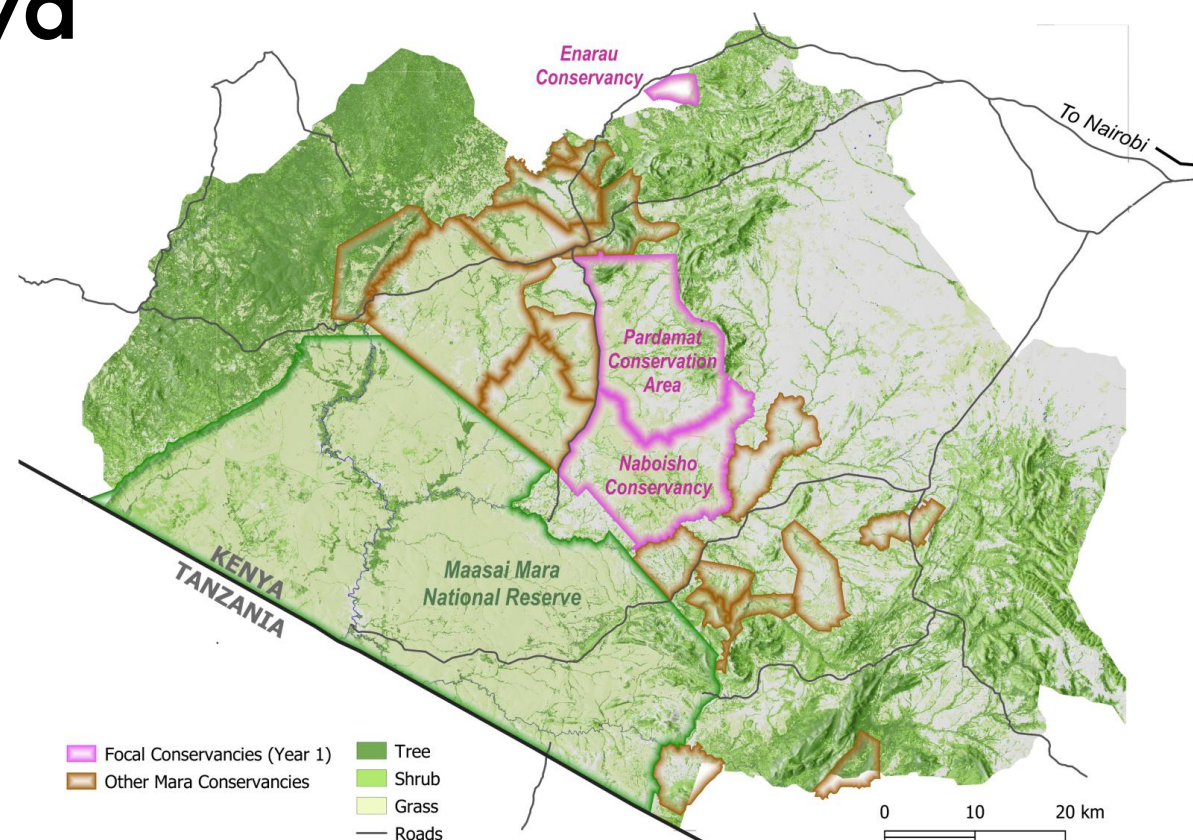 ya
Enarau
Conservancy
To Nairobi
Pardamat
Conservation
Area
Naboisho
Conservancy
Maasai Mara
National Reserve
KENYA
TANZANIA
Focal Conservancies (Year 1)
Other Mara Conservancies
Tree
Shrub
Grass
Roads
0 10 20 km